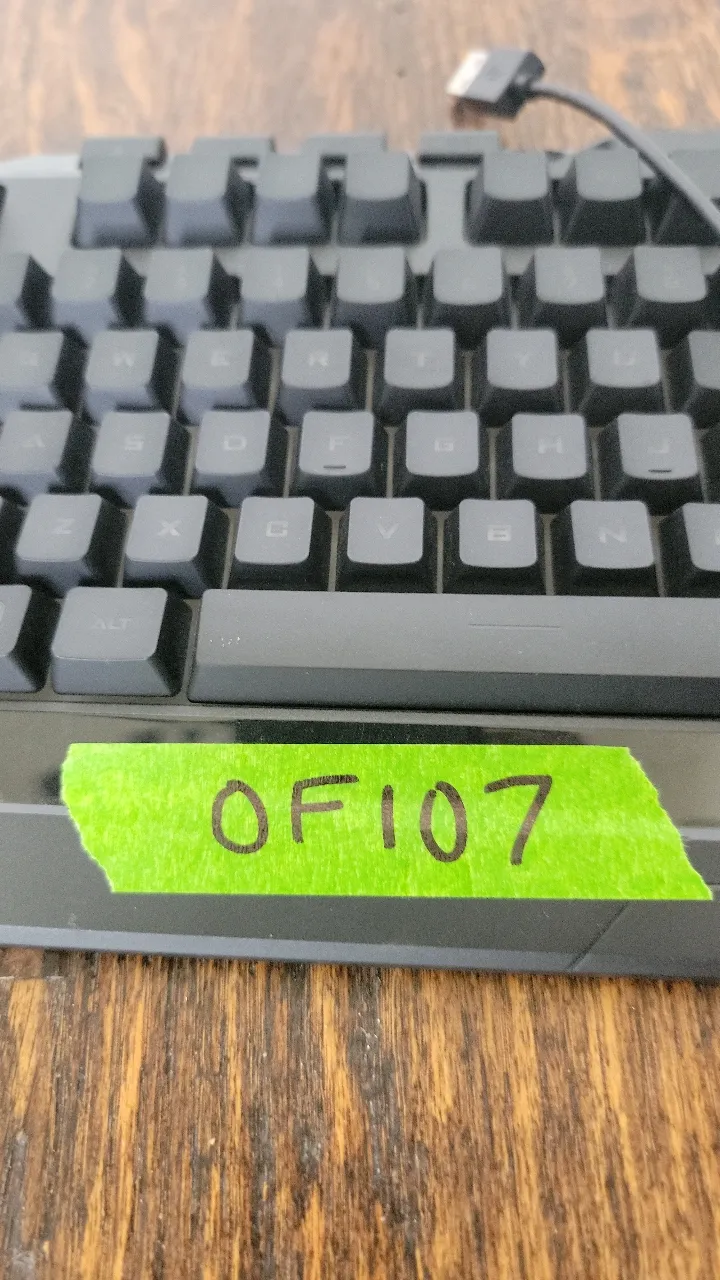 W E R T Y U
A S D F G H J
Z X C V B N
ALT
OF107